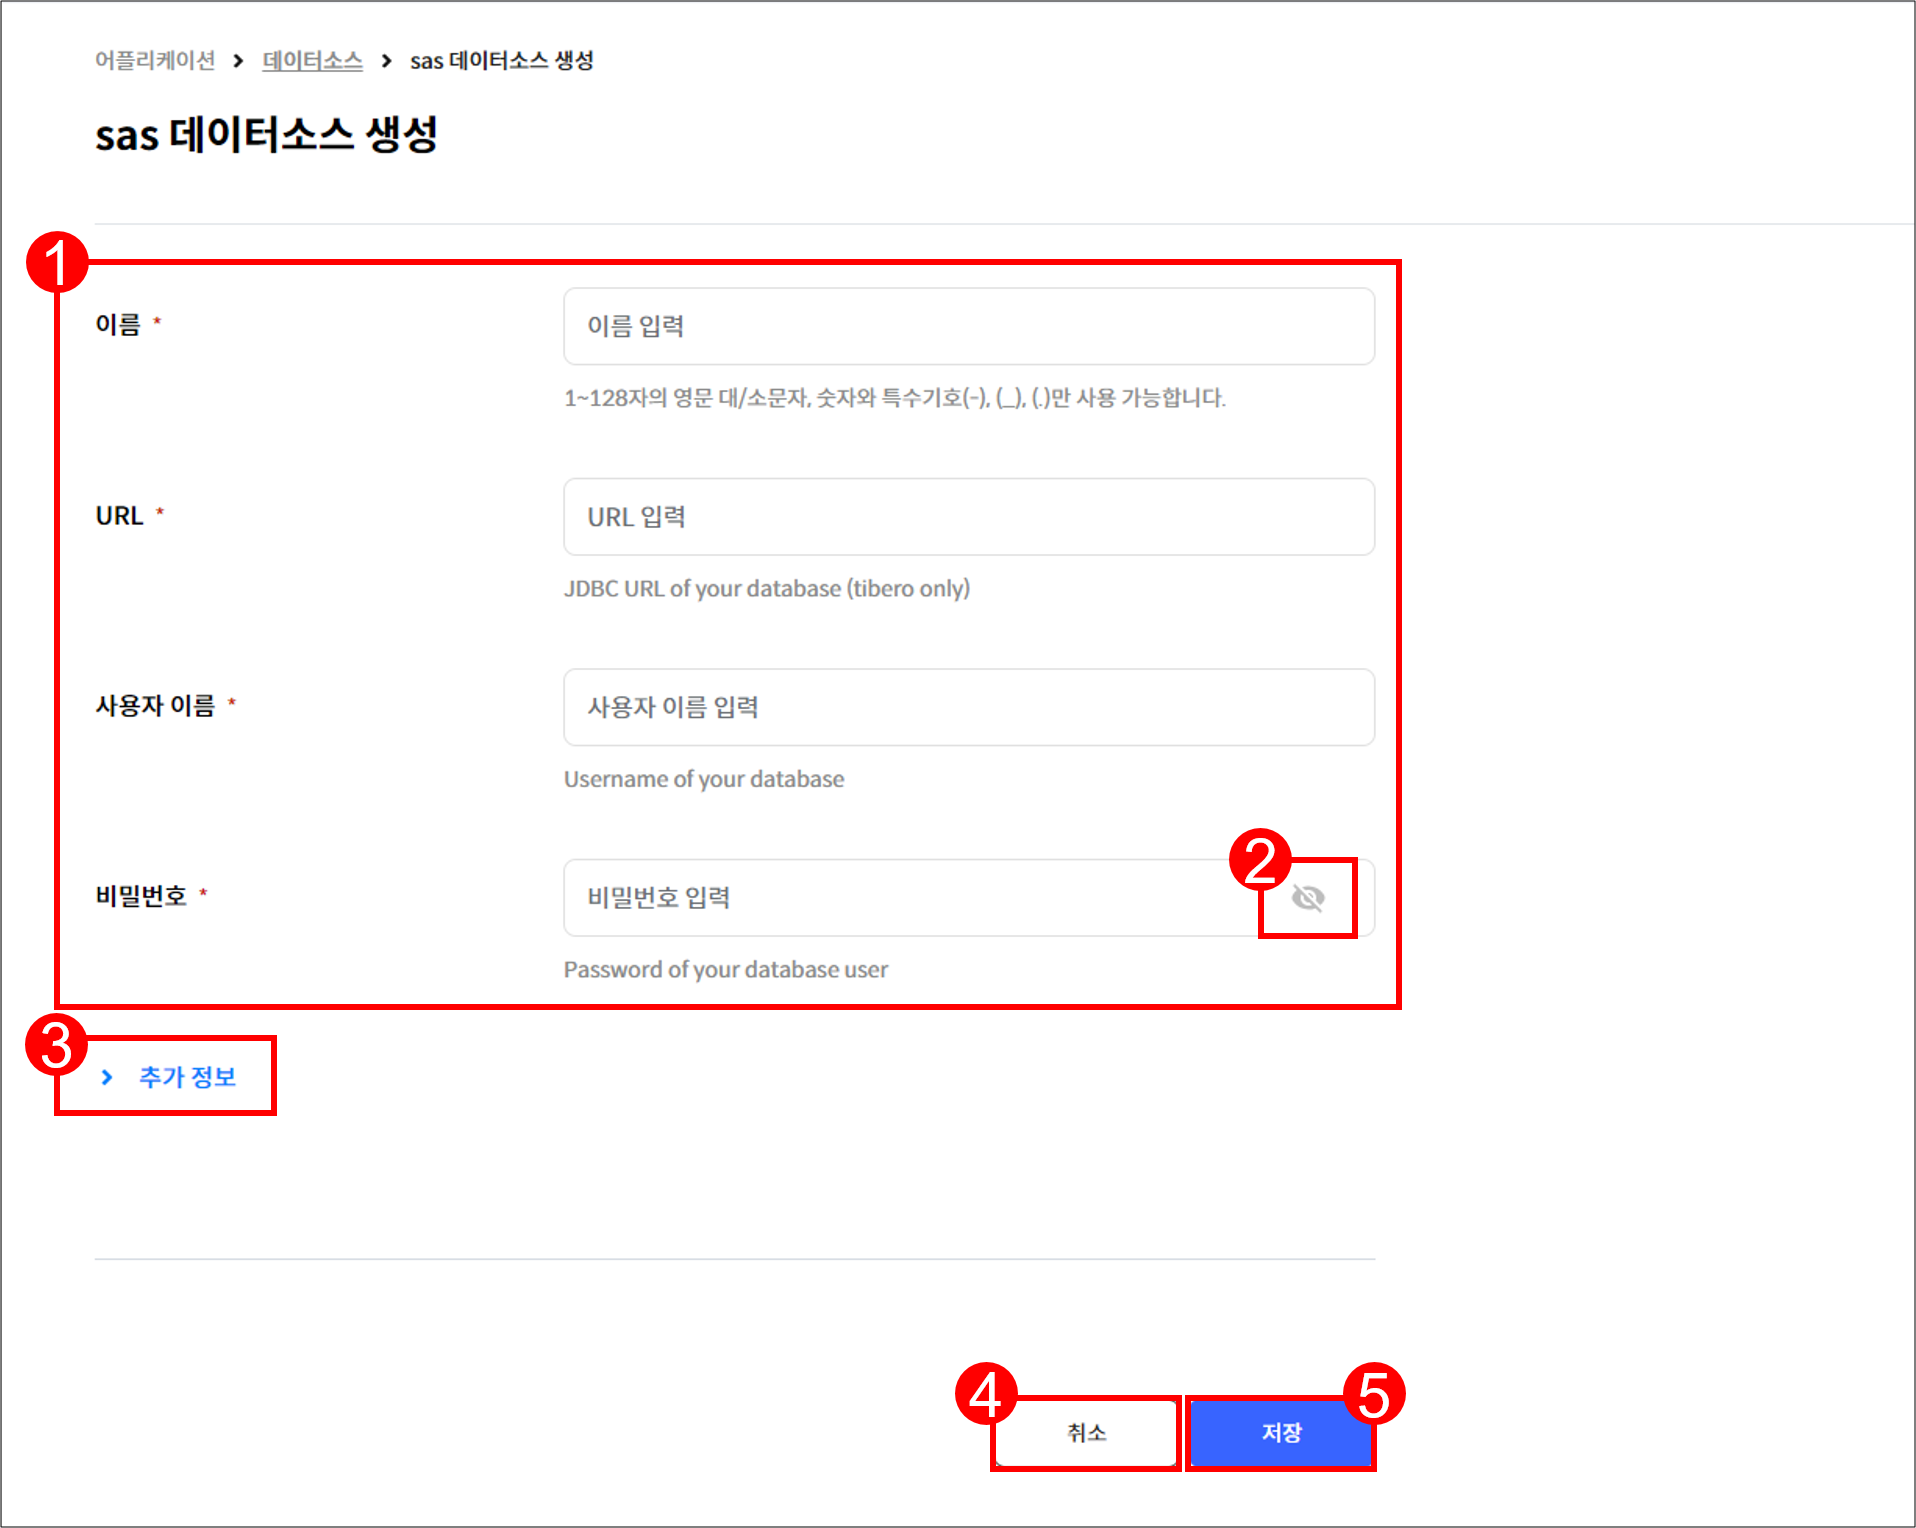 어플리케이션 > 데이터소스 > sas 데이터소스 생성
sas 데이터소스 생성
1
이름 *
이름 입력
1~128자의 영문 대/소문자, 숫자와 특수기호(-), (_), (.)만 사용 가능합니다.
URL *
URL 입력
JDBC URL of your database (tibero only)
사용자 이름 *
사용자 이름 입력
Username of your database
2
비밀번호 *
비밀번호 입력
Password of your database user
3
> 추가 정보
4
취소
5
저장